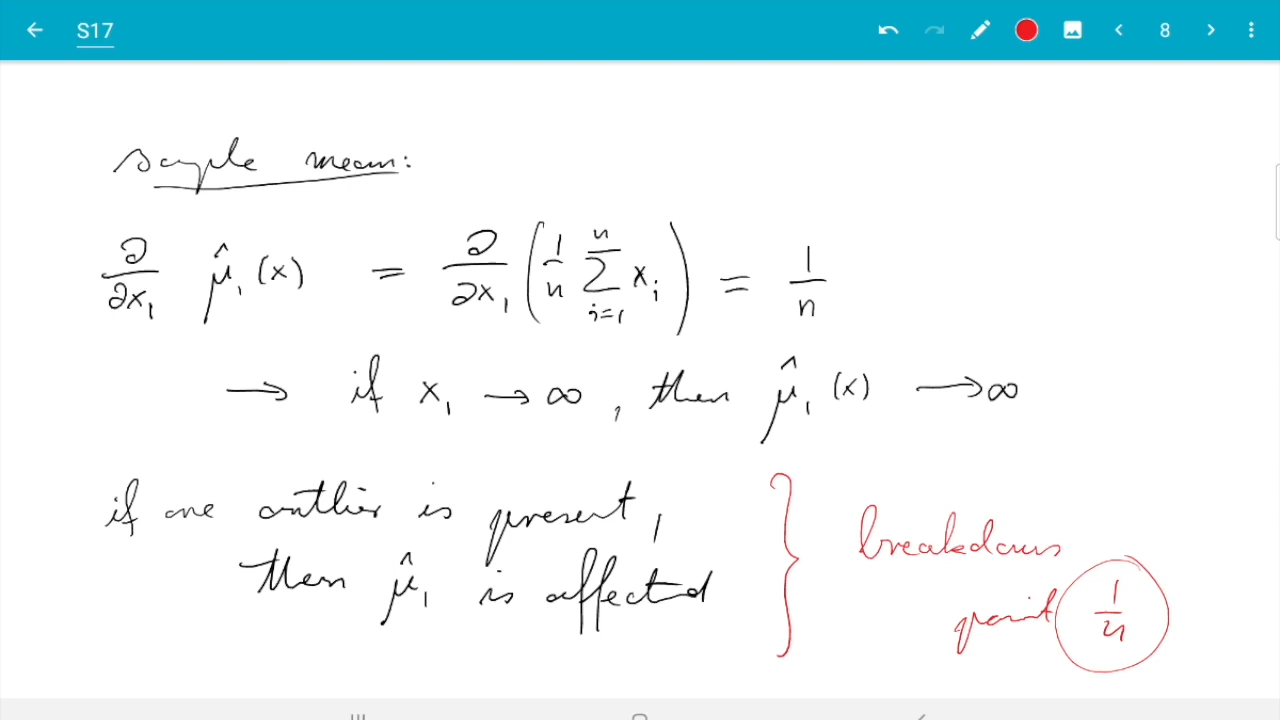 S17
8
sample mean:
∂/∂x₁ μ̂₁(x) = ∂/∂x₁ (1/n ∑ᵢ₌₁ⁿ xᵢ) = 1/n
→ if x₁ → ∞, then μ̂₁(x) → ∞
if one outlier is present,
then μ̂₁ is affected
breakdown
point 1/n